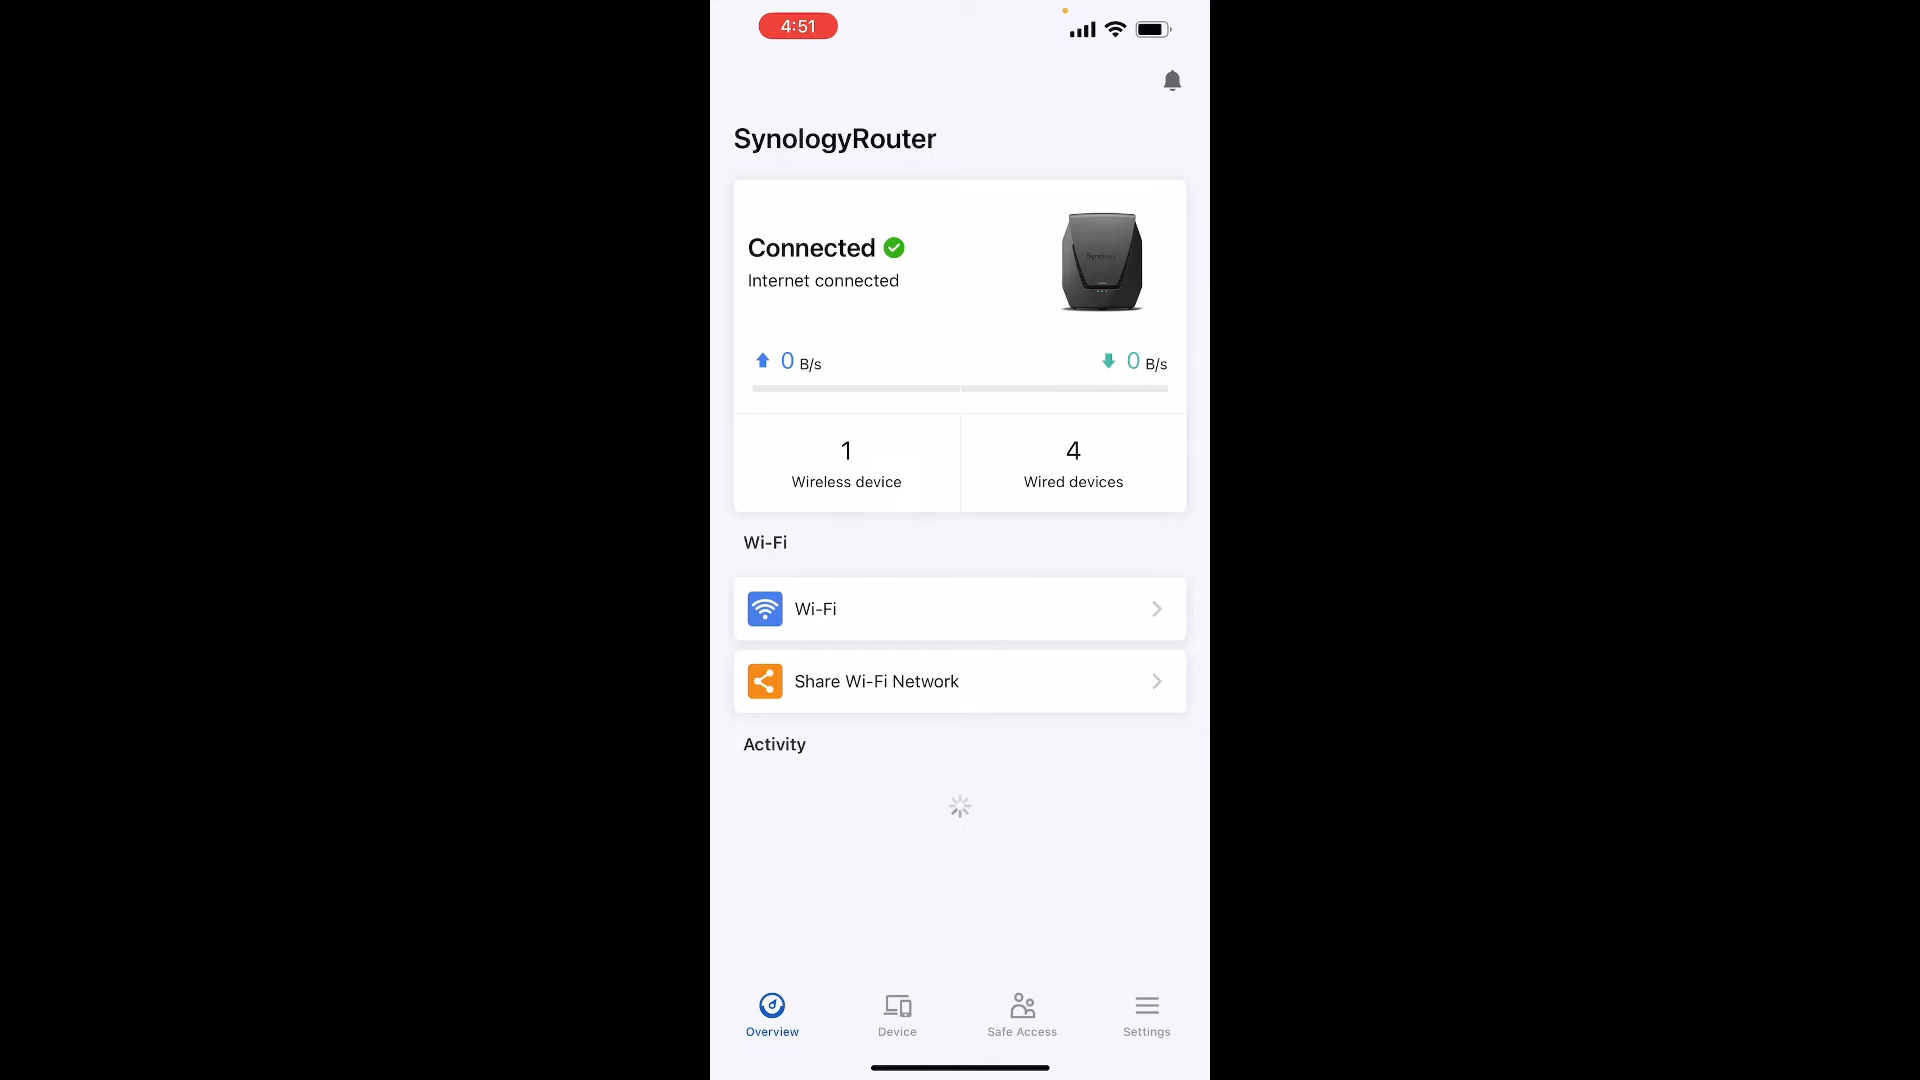 4:51
SynologyRouter
Connected
Internet connected
Synology
0 B/s
0 B/s
1
4
Wireless device
Wired devices
Wi-Fi
Wi-Fi
Share Wi-Fi Network
Activity
Overview
Device
Safe Access
Settings